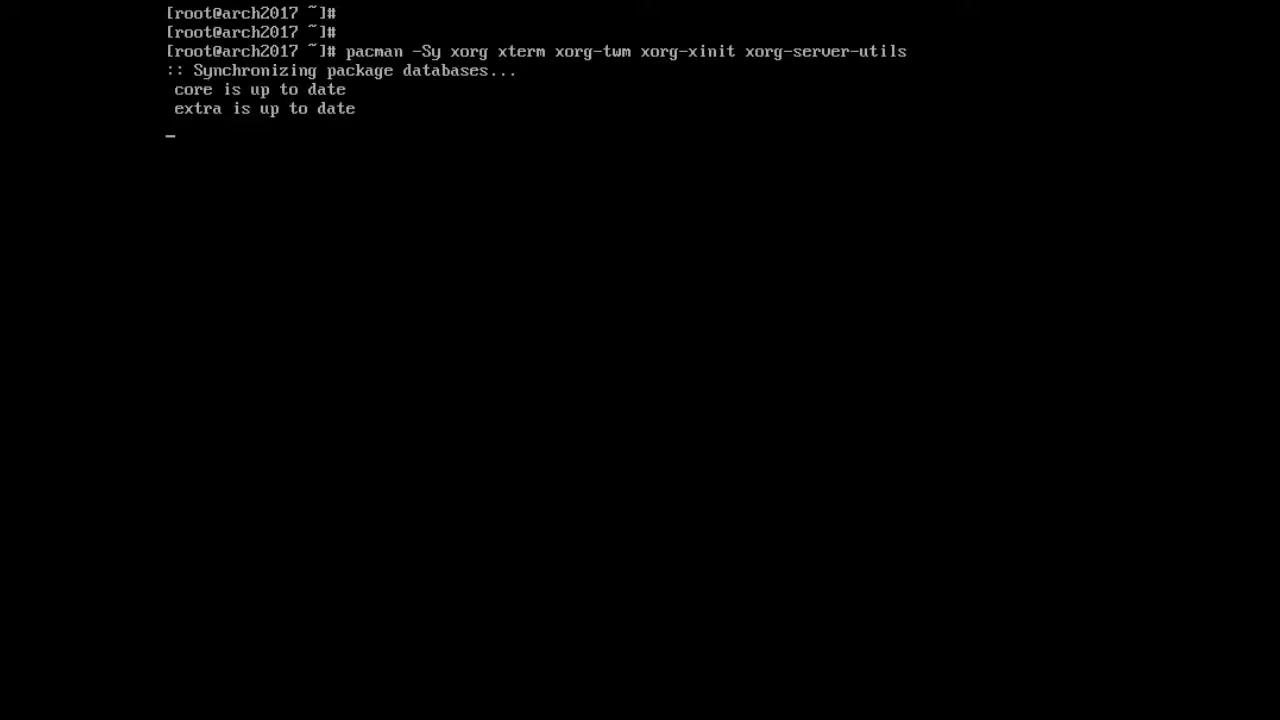 [root@arch2017 ~]#
[root@arch2017 ~]#
[root@arch2017 ~]# pacman -Sy xorg xterm xorg-twm xorg-xinit xorg-server-utils
:: Synchronizing package databases...
core is up to date
extra is up to date